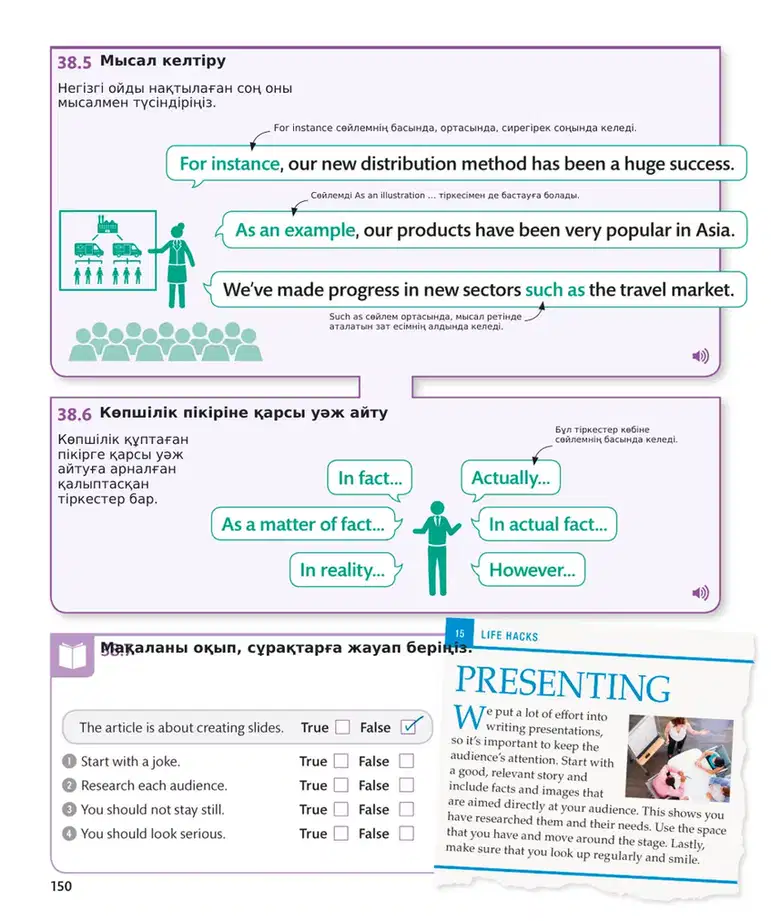 38.5 Мысал келтіру
Негізгі ойды нақтылаған соң оны
мысалмен түсіндіріңіз.
For instance сөйлемнің басында, ортасында, сирегірек соңында келеді.
For instance, our new distribution method has been a huge success.
Сөйлемді As an illustration ... тіркесімен де бастауға болады.
As an example, our products have been very popular in Asia.
We've made progress in new sectors such as the travel market.
Such as сөйлем ортасында, мысал ретінде
аталатын зат есімнің алдында келеді.
38.6 Көпшілік пікіріне қарсы уәж айту
Көпшілік құптаған
пікірге қарсы уәж
айтуға арналған
қалыптасқан
тіркестер бар.
Бұл тіркестер көбіне
сөйлемнің басында келеді.
In fact...
Actually...
As a matter of fact...
In actual fact...
In reality...
However...
Мақаланы оқып, сұрақтарға жауап беріңіз.
The article is about creating slides. True False
1 Start with a joke. True False
2 Research each audience. True False
3 You should not stay still. True False
4 You should look serious. True False
15 LIFE HACKS
PRESENTING
We put a lot of effort into
writing presentations,
so it's important to keep the
audience's attention. Start with
a good, relevant story and
include facts and images that
are aimed directly at your audience. This shows you
have researched them and their needs. Use the space
that you have and move around the stage. Lastly,
make sure that you look up regularly and smile.
150